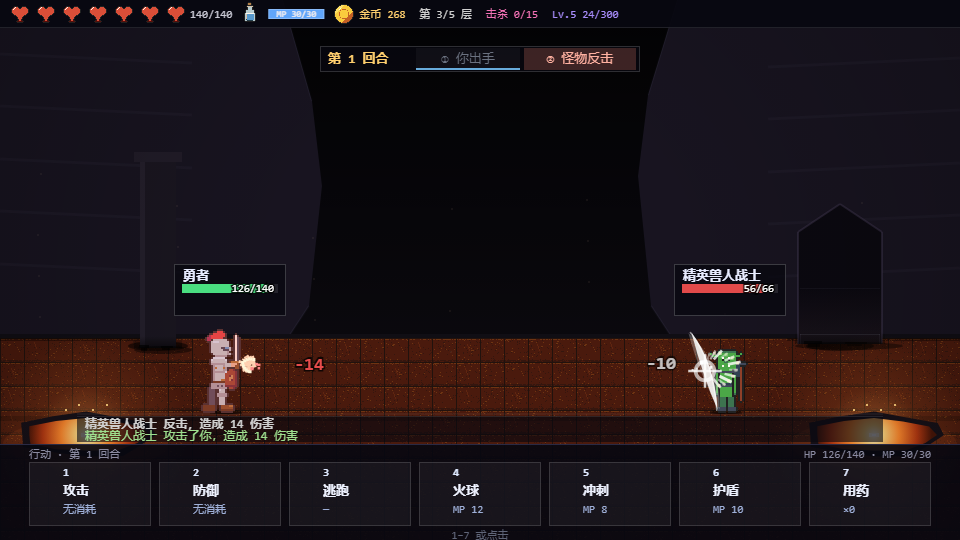 140/140 MP 30/30 金币 268 第 3/5 层 击杀 0/15 Lv.5 24/300
第 1 回合 ① 你出手 ② 怪物反击
勇者
126/140
精英兽人战士
56/66
-14
-10
精英兽人战士 反击, 造成 14 伤害
精英兽人战士 攻击了你, 造成 14 伤害
行动 · 第 1 回合 HP 126/140 · MP 30/30
1 2 3 4 5 6 7
攻击 防御 逃跑 火球 冲刺 护盾 用药
无消耗 无消耗 — MP 12 MP 8 MP 10 ×0
1-7 或点击